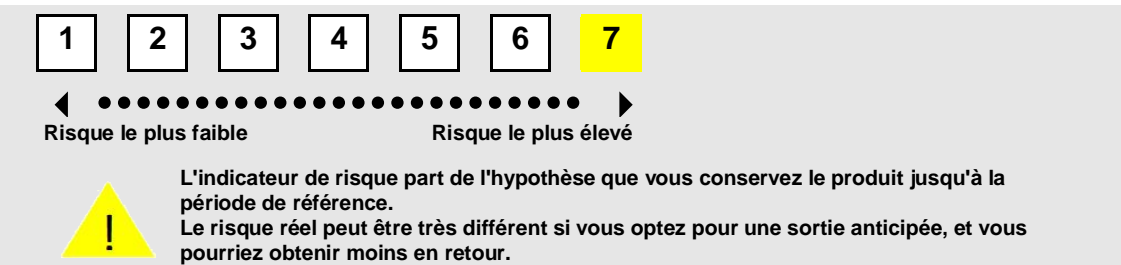 1 2 3 4 5 6 7
Risque le plus faible Risque le plus élevé
L'indicateur de risque part de l'hypothèse que vous conservez le produit jusqu'à la
période de référence.
Le risque réel peut être très différent si vous optez pour une sortie anticipée, et vous
pourriez obtenir moins en retour.
!